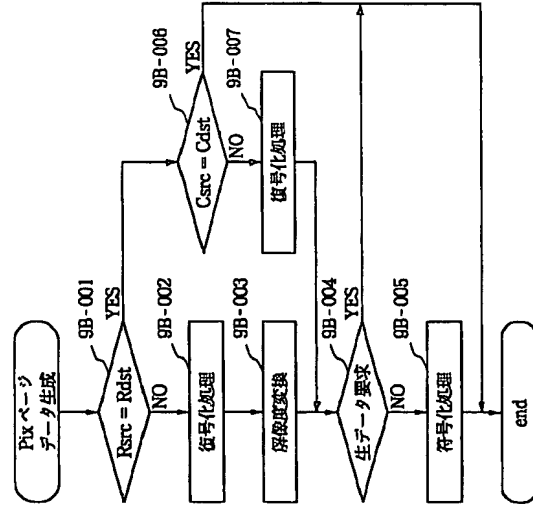 Pix ページ
データ生成
9B-001
Rsrc = Rdst
YES
NO
9B-002
復号化処理
9B-003
解像度変換
9B-004
生データ要求
YES
NO
9B-005
符号化処理
end
9B-006
Csrc = Cdst
YES
NO
9B-007
復号化処理